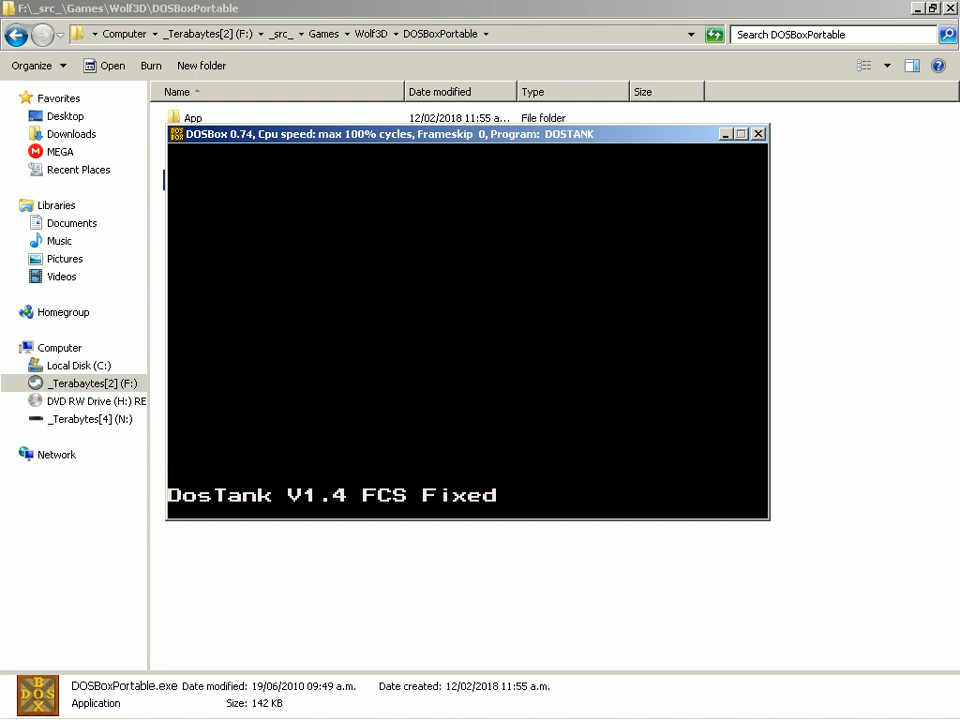 F:\_src_\Games\Wolf3D\DOSBoxPortable
Computer _Terabaytes[2] (F:) _src_ Games Wolf3D DOSBoxPortable
Search DOSBoxPortable
Organize Open Burn New folder
Name Date modified Type Size
Favorites
Desktop
Downloads
MEGA
Recent Places
Libraries
Documents
Music
Pictures
Videos
Homegroup
Computer
Local Disk (C:)
_Terabaytes[2] (F:)
DVD RW Drive (H:) RE
_Terabytes[4] (N:)
Network
App 12/02/2018 11:55 a... File folder
DOSBox 0.74, Cpu speed: max 100% cycles, Frameskip 0, Program: DOSTANK
DosTank V1.4 FCS Fixed
DOSBoxPortable.exe Date modified: 19/06/2010 09:49 a.m. Date created: 12/02/2018 11:55 a.m.
Application Size: 142 KB
DOS
BOX